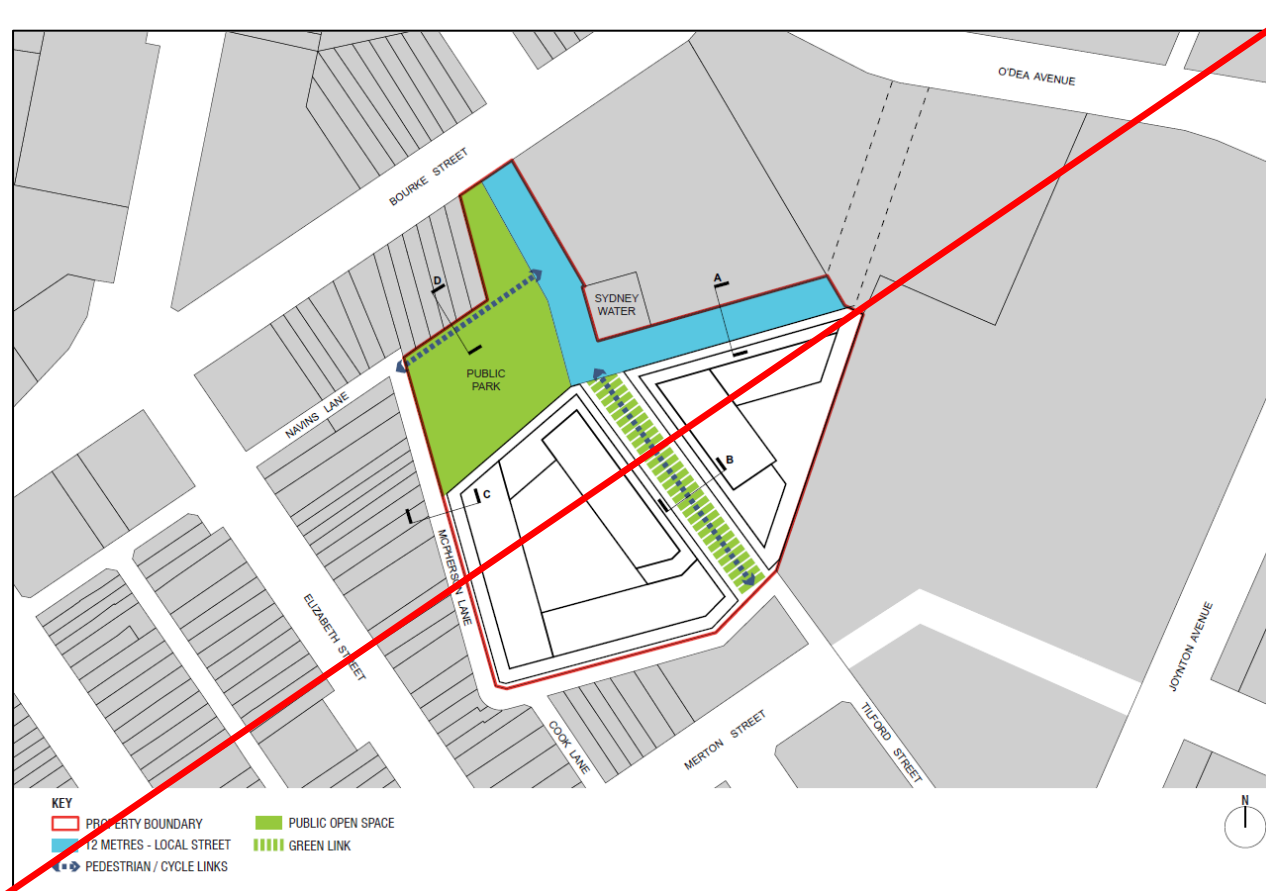 O'DEA AVENUE
BOURKE STREET
D
A
SYDNEY
WATER
PUBLIC
PARK
NAVINS LANE
B
C
MCPHERSON LANE
ELIZABETH STREET
JOYNTON AVENUE
COOK LANE
MERTON STREET
TILFORD STREET
KEY
PROPERTY BOUNDARY
PUBLIC OPEN SPACE
12 METRES - LOCAL STREET
GREEN LINK
PEDESTRIAN / CYCLE LINKS
N